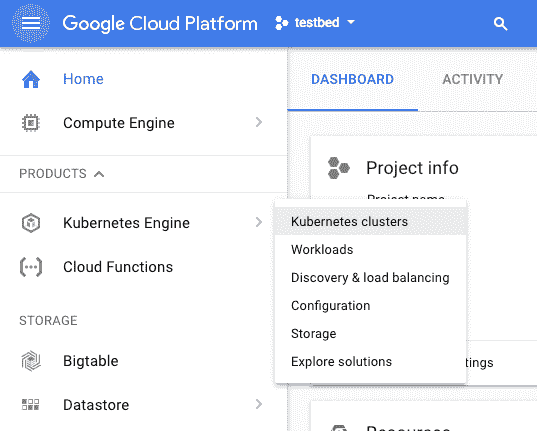 Google Cloud Platform testbed
Home
DASHBOARD ACTIVITY
Compute Engine
PRODUCTS
Project info
Project name
Kubernetes Engine
Kubernetes clusters
Workloads
Discovery & load balancing
Configuration
Storage
Explore solutions
Cloud Functions
STORAGE
Bigtable
Datastore
ttings
Resources